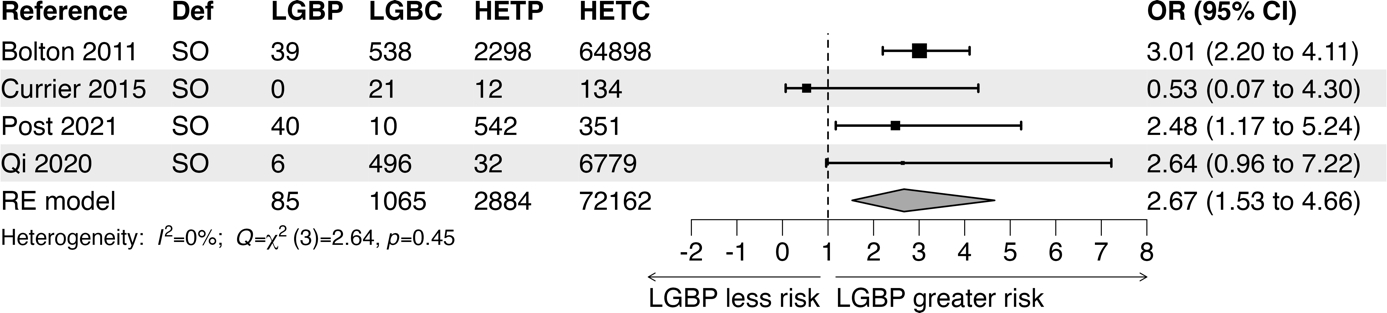 Reference Def LGBP LGBC HETP HETC OR (95% CI)
Bolton 2011 SO 39 538 2298 64898 3.01 (2.20 to 4.11)
Currier 2015 SO 0 21 12 134 0.53 (0.07 to 4.30)
Post 2021 SO 40 10 542 351 2.48 (1.17 to 5.24)
Qi 2020 SO 6 496 32 6779 2.64 (0.96 to 7.22)
RE model 85 1065 2884 72162 2.67 (1.53 to 4.66)
Heterogeneity: I²=0%; Q=χ² (3)=2.64, p=0.45
-2 -1 0 1 2 3 4 5 6 7 8
LGBP less risk LGBP greater risk